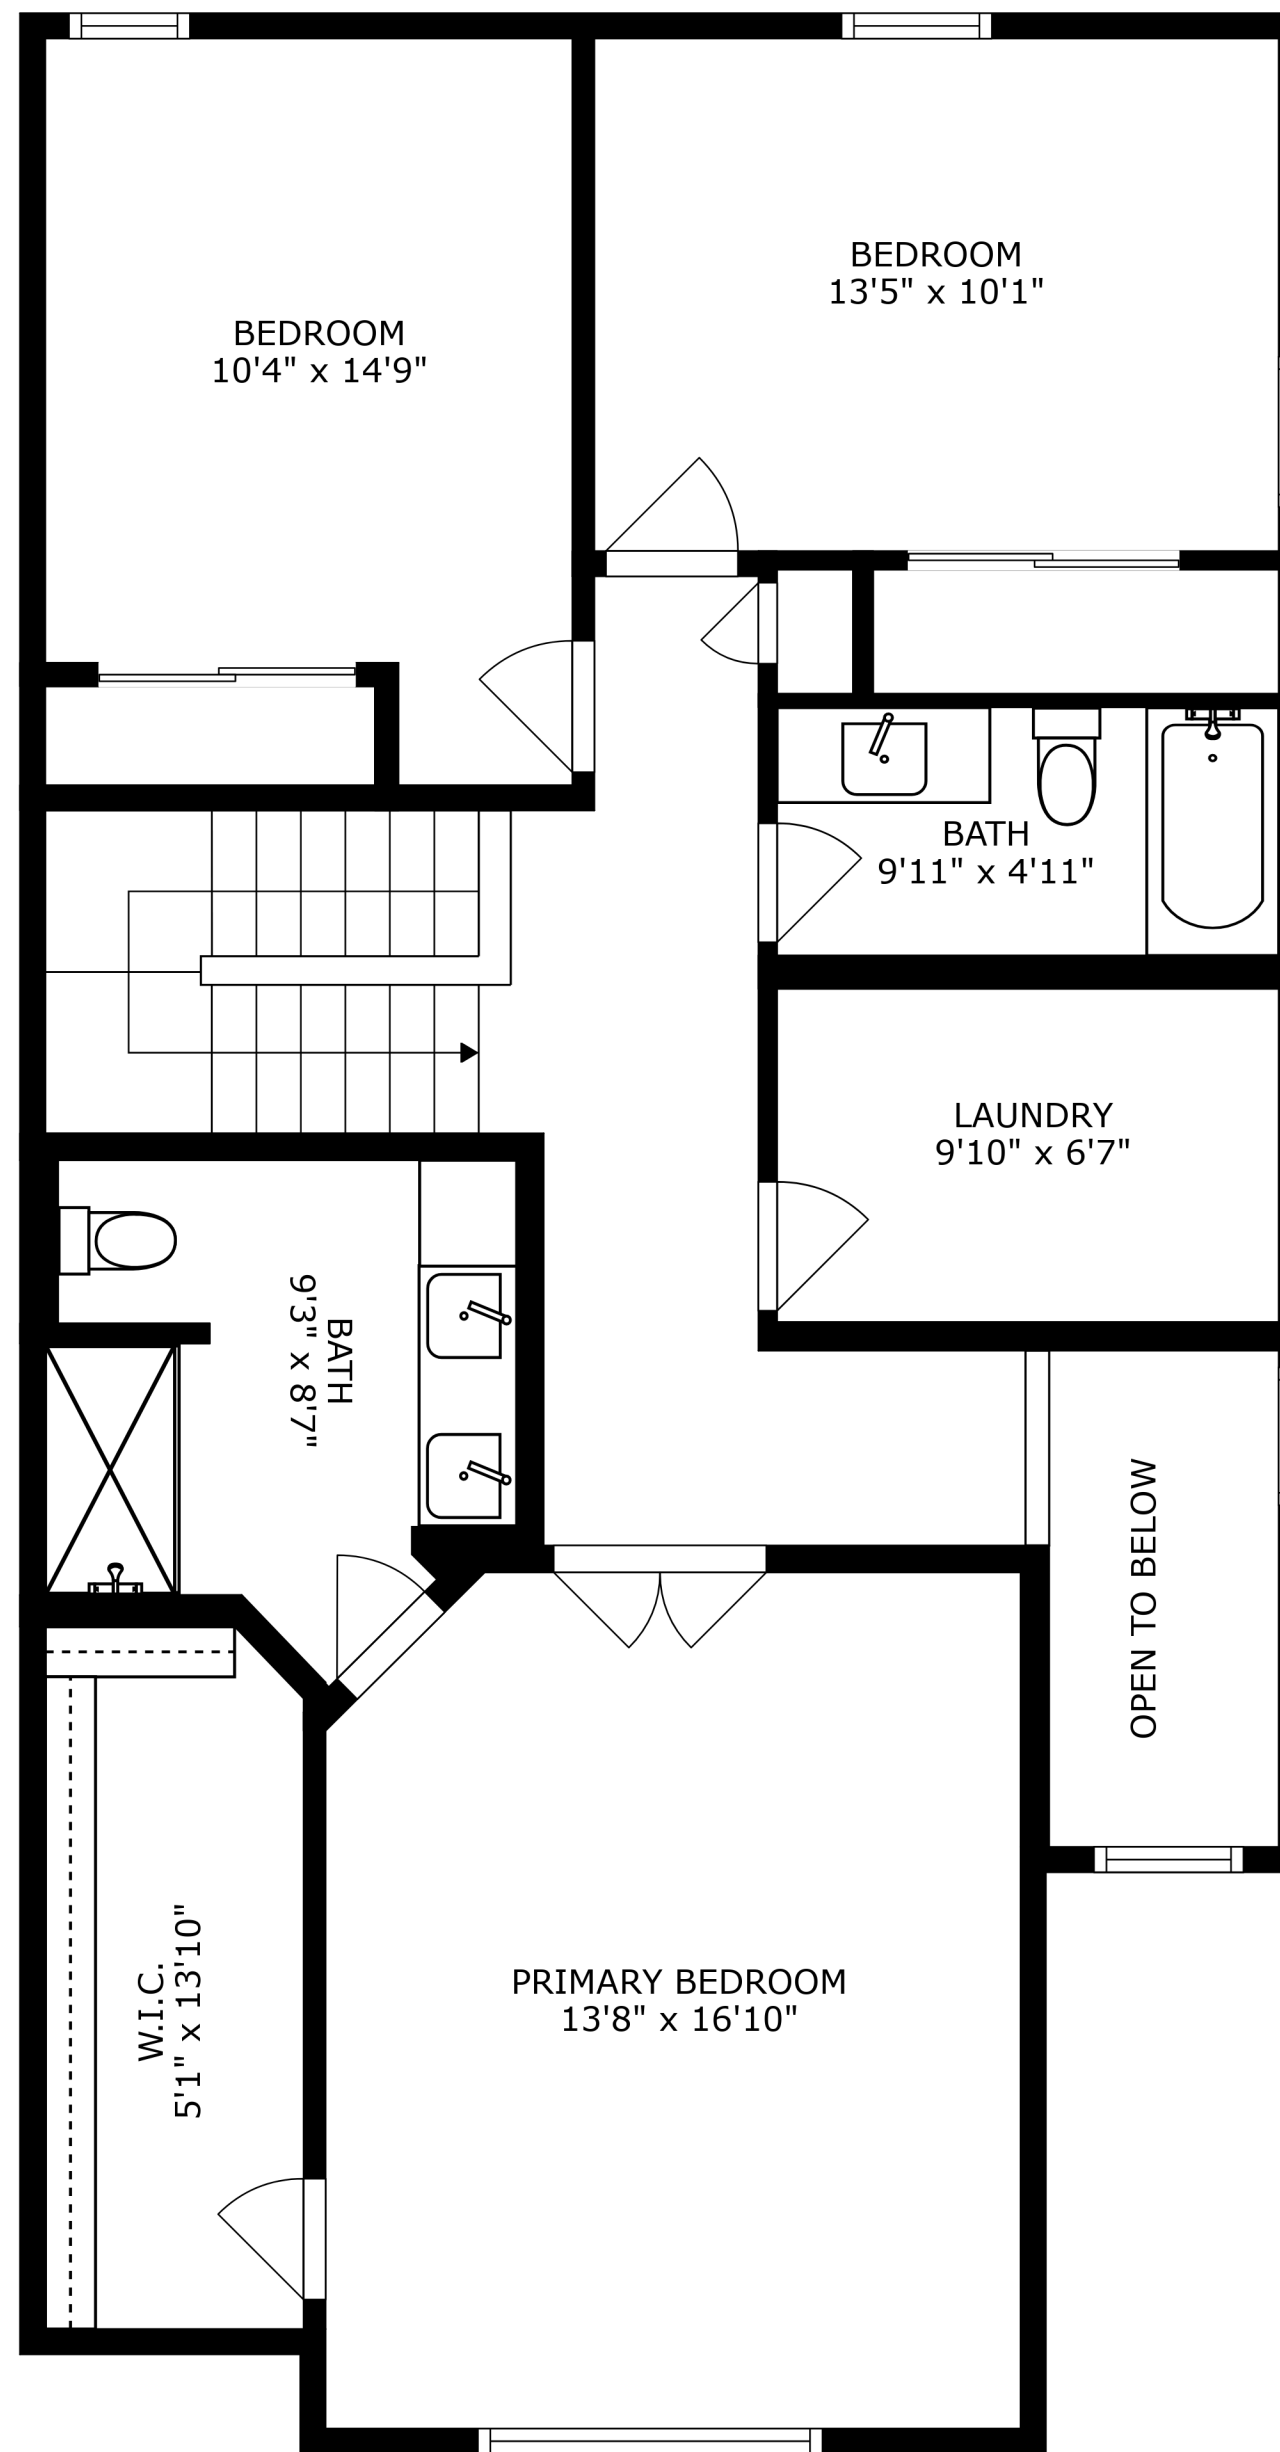 BEDROOM
13'5" x 10'1"
BEDROOM
10'4" x 14'9"
BATH
9'11" x 4'11"
LAUNDRY
9'10" x 6'7"
BATH
9'3" x 8'7"
OPEN TO BELOW
W.I.C.
5'1" x 13'10"
PRIMARY BEDROOM
13'8" x 16'10"